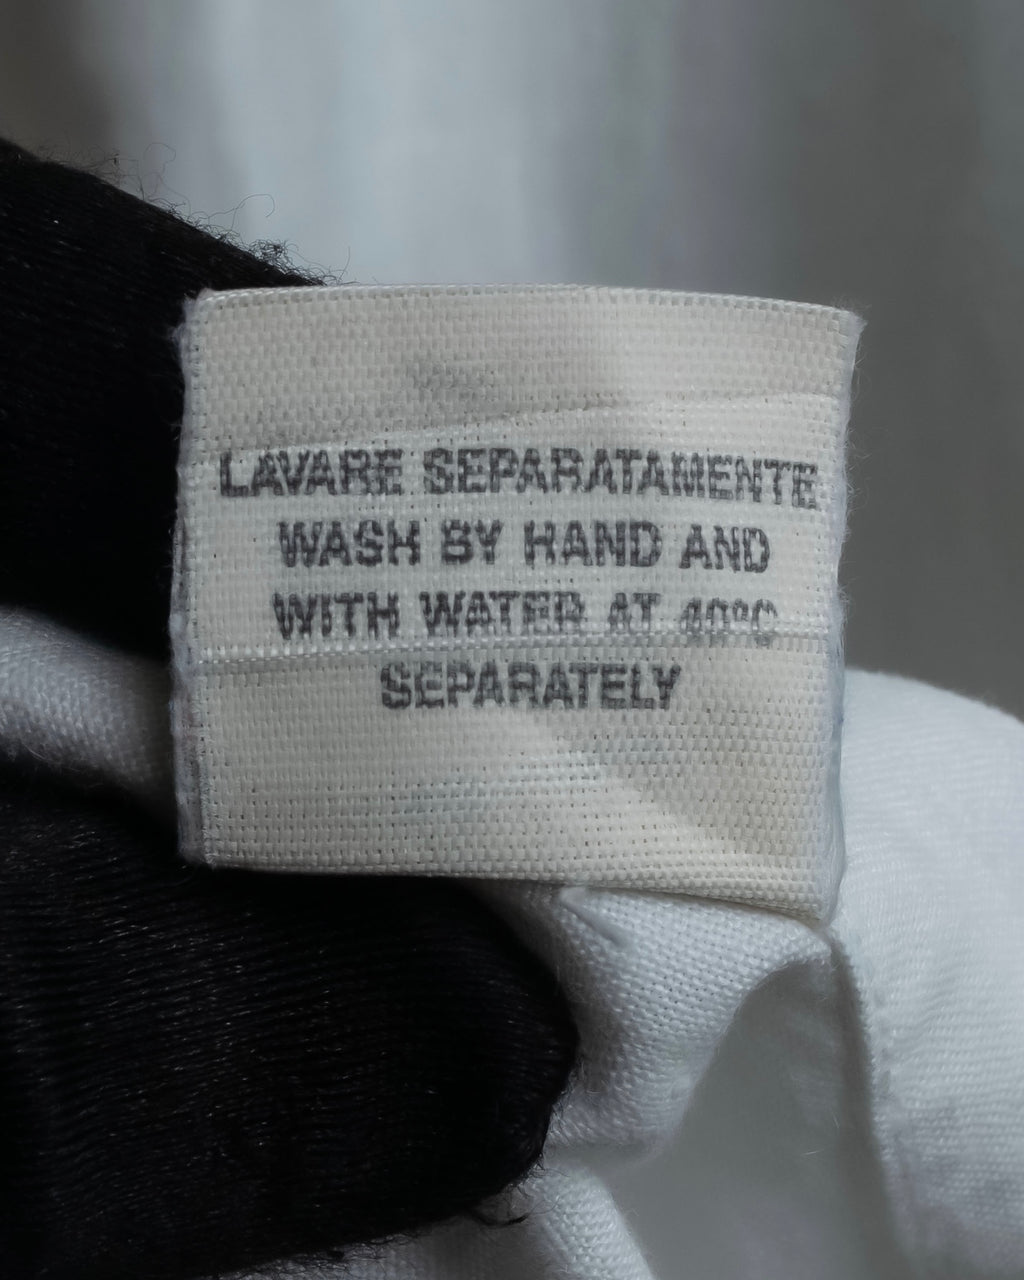 LAVARE SEPARATAMENTE
WASH BY HAND AND
WITH WATER AT 40°C
SEPARATELY